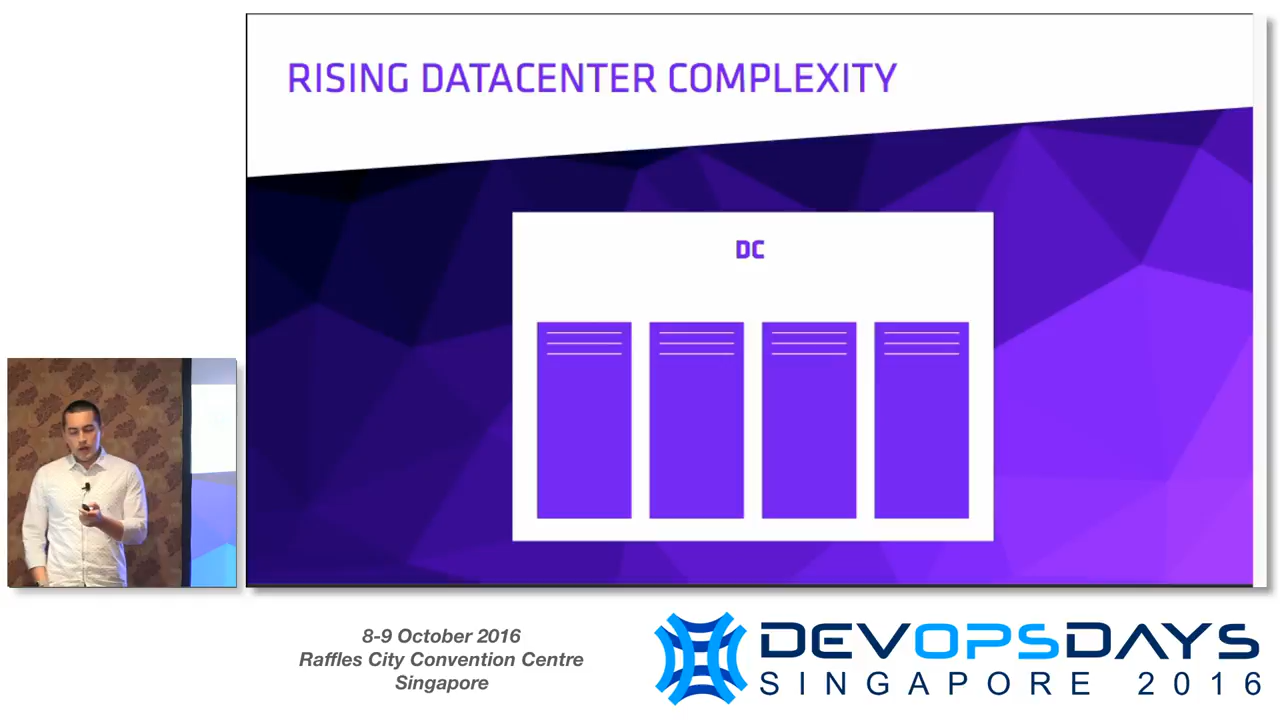 RISING DATACENTER COMPLEXITY
DC
8-9 October 2016
Raffles City Convention Centre
Singapore
DEVOPSDAYS
SINGAPORE 2016